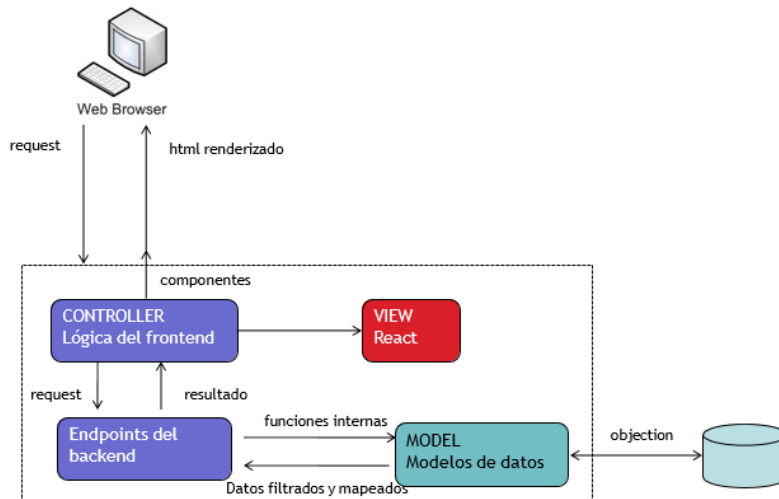 Web Browser
request
html renderizado
componentes
CONTROLLER
Lógica del frontend
VIEW
React
request
resultado
Endpoints del
backend
funciones internas
MODEL
Modelos de datos
objection
Datos filtrados y mapeados